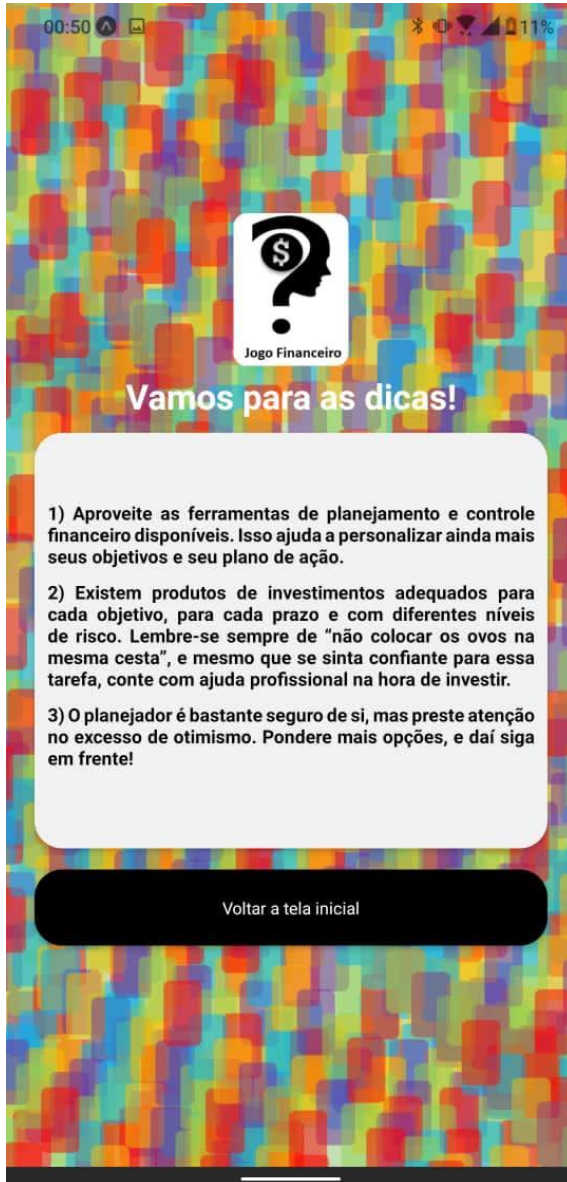 00:50
11%
$
Jogo Financeiro
Vamos para as dicas!
1) Aproveite as ferramentas de planejamento e controle
financeiro disponíveis. Isso ajuda a personalizar ainda mais
seus objetivos e seu plano de ação.
2) Existem produtos de investimentos adequados para
cada objetivo, para cada prazo e com diferentes níveis
de risco. Lembre-se sempre de “não colocar os ovos na
mesma cesta”, e mesmo que se sinta confiante para essa
tarefa, conte com ajuda profissional na hora de investir.
3) O planejador é bastante seguro de si, mas preste atenção
no excesso de otimismo. Pondere mais opções, e daí siga
em frente!
Voltar a tela inicial